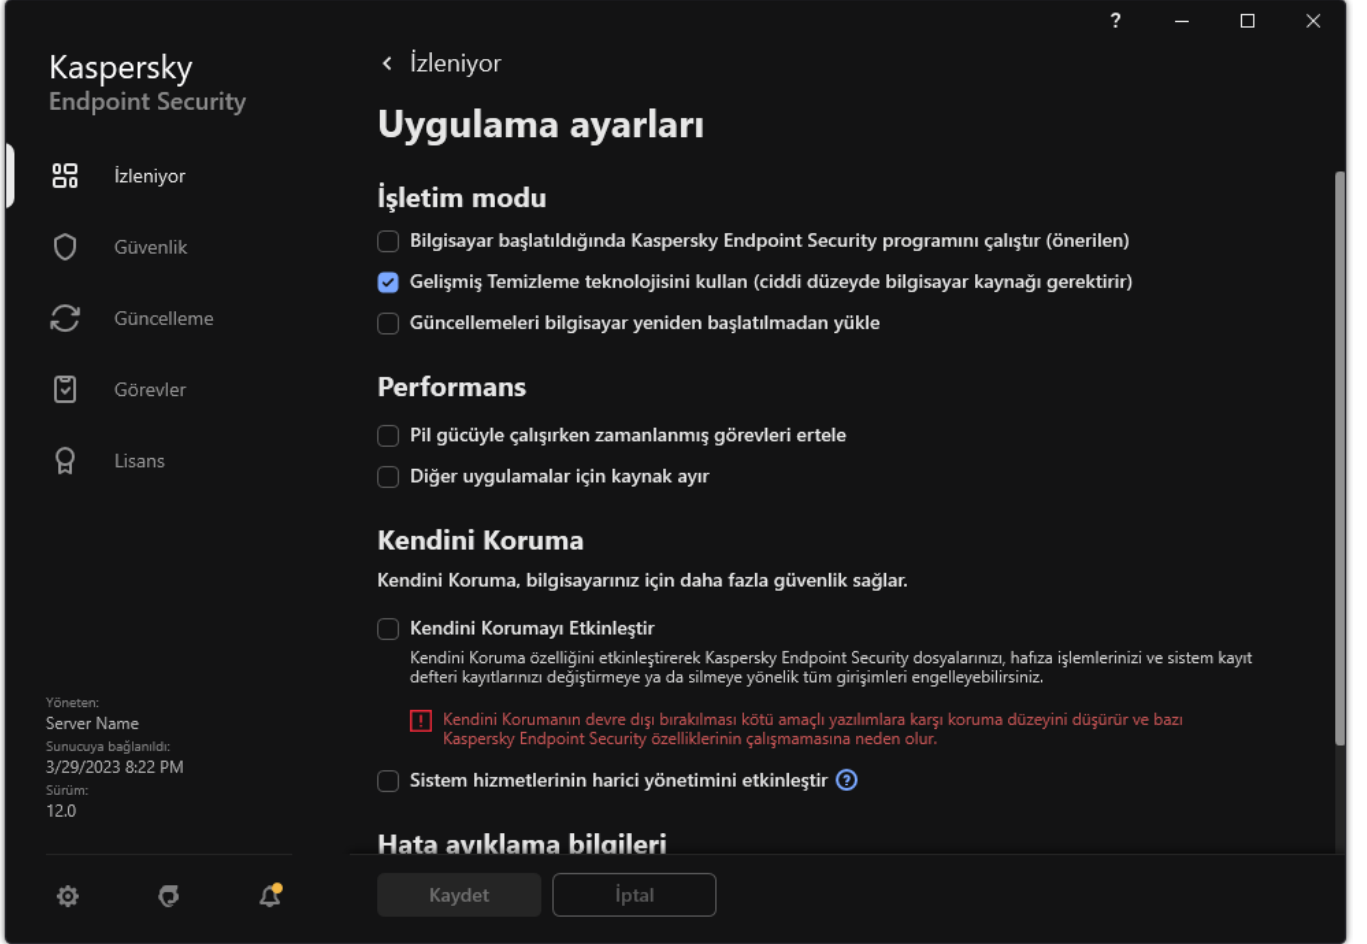 ?
Kaspersky
Endpoint Security
İzleniyor
Güvenlik
Güncelleme
Görevler
Lisans
Yöneten:
Server Name
Sunucuya bağlanıldı:
3/29/2023 8:22 PM
Sürüm:
12.0
İzleniyor
Uygulama ayarları
İşletim modu
Bilgisayar başlatıldığında Kaspersky Endpoint Security programını çalıştır (önerilen)
Gelişmiş Temizleme teknolojisini kullan (ciddi düzeyde bilgisayar kaynağı gerektirir)
Güncellemeleri bilgisayar yeniden başlatılmadan yükle
Performans
Pil gücüyle çalışırken zamanlanmış görevleri ertele
Diğer uygulamalar için kaynak ayır
Kendini Koruma
Kendini Koruma, bilgisayarınız için daha fazla güvenlik sağlar.
Kendini Korumayı Etkinleştir
Kendini Koruma özelliğini etkinleştirerek Kaspersky Endpoint Security dosyalarınızı, hafıza işlemlerinizi ve sistem kayıt
defteri kayıtlarınızı değiştirmeye ya da silmeye yönelik tüm girişimleri engelleyebilirsiniz.
Kendini Korumanın devre dışı bırakılması kötü amaçlı yazılımlara karşı koruma düzeyini düşürür ve bazı
Kaspersky Endpoint Security özelliklerinin çalışmamasına neden olur.
Sistem hizmetlerinin harici yönetimini etkinleştir ?
Hata ayıklama bilgileri
Kaydet
İptal